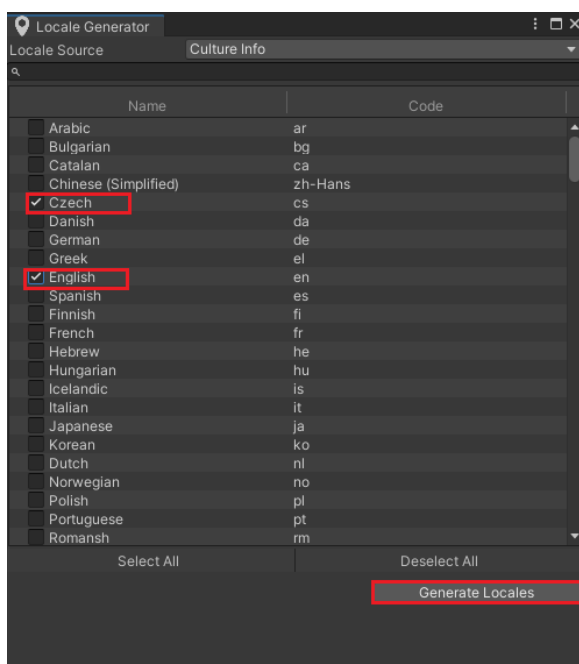 Locale Generator
Locale Source Culture Info
Name Code
Arabic ar
Bulgarian bg
Catalan ca
Chinese (Simplified) zh-Hans
Czech cs
Danish da
German de
Greek el
English en
Spanish es
Finnish fi
French fr
Hebrew he
Hungarian hu
Icelandic is
Italian it
Japanese ja
Korean ko
Dutch nl
Norwegian no
Polish pl
Portuguese pt
Romansh rm
Select All Deselect All
Generate Locales